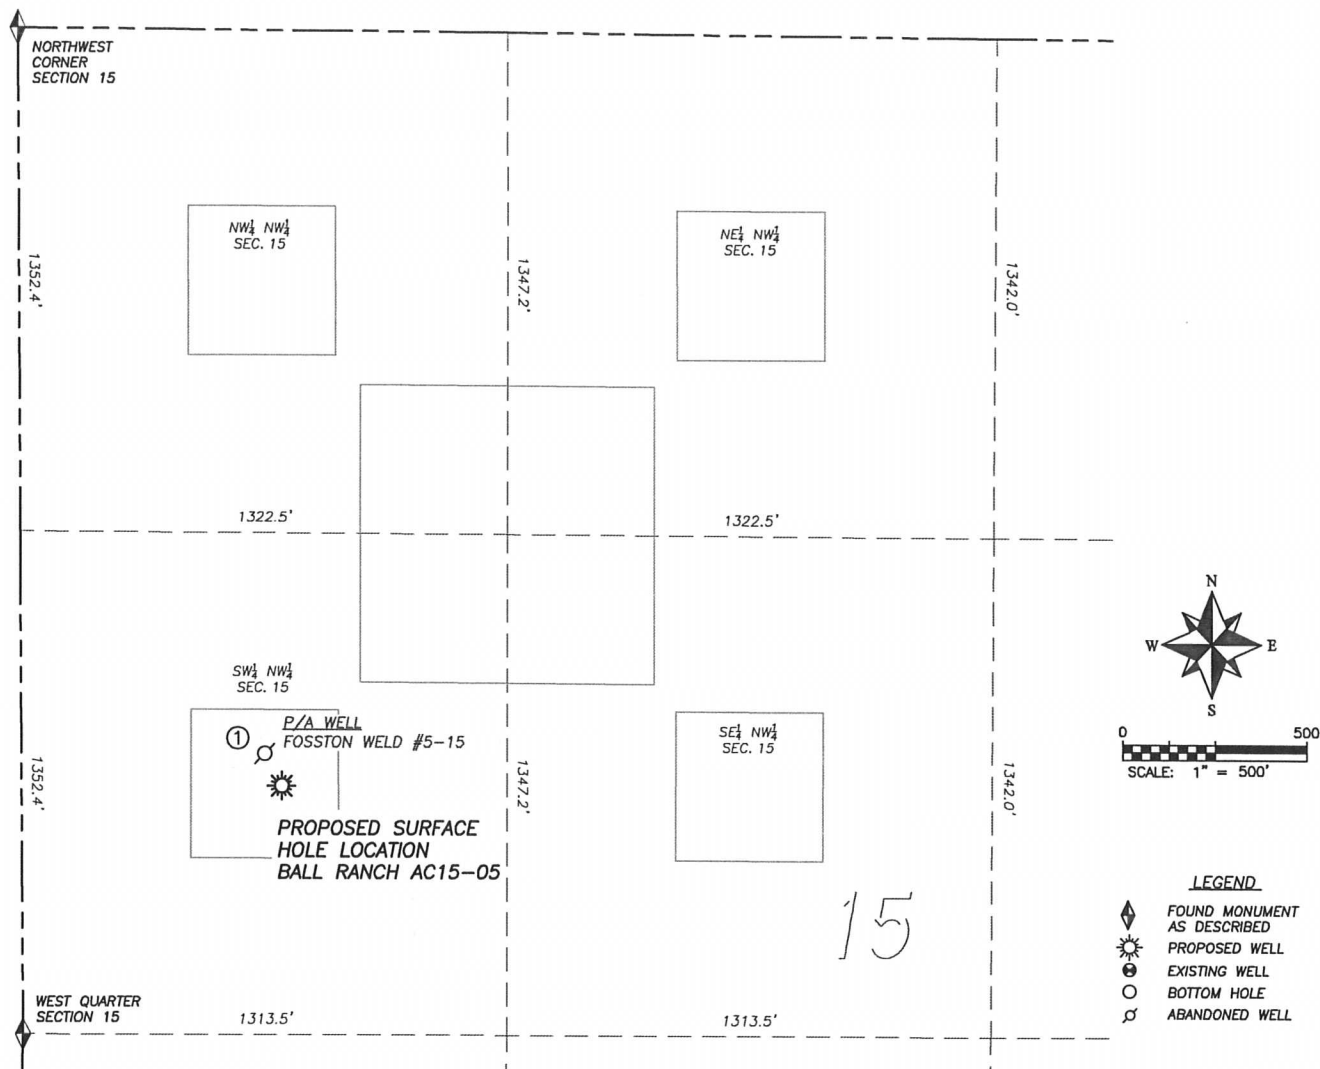 NORTHWEST
CORNER
SECTION 15
NW¼ NW¼
SEC. 15
NE¼ NW¼
SEC. 15
1352.4'
1347.2'
1342.0'
1322.5'
1322.5'
N
W E
S
SW¼ NW¼
SEC. 15
P/A WELL
① FOSSTON WELD #5-15
SE¼ NW¼
SEC. 15
0 500
SCALE: 1" = 500'
1352.4'
1347.2'
1342.0'
PROPOSED SURFACE
HOLE LOCATION
BALL RANCH AC15-05
15
LEGEND
FOUND MONUMENT
AS DESCRIBED
PROPOSED WELL
EXISTING WELL
BOTTOM HOLE
ABANDONED WELL
WEST QUARTER
SECTION 15
1313.5'
1313.5'